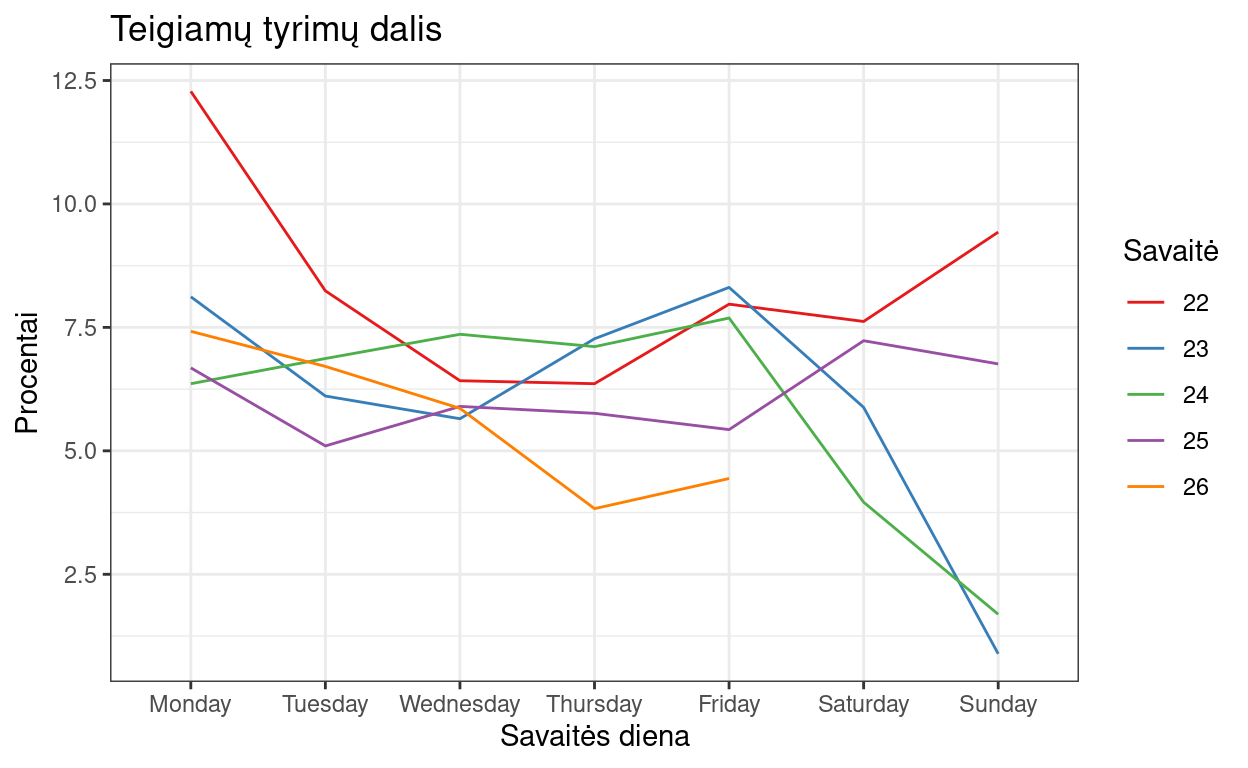 Teigiamų tyrimų dalis
Procentai
12.5
10.0
7.5
5.0
2.5
Monday Tuesday Wednesday Thursday Friday Saturday Sunday
Savaitės diena
Savaitė
22
23
24
25
26